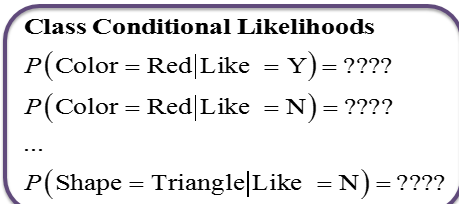 Class Conditional Likelihoods
P(Color = Red|Like = Y) = ????
P(Color = Red|Like = N) = ????
...
P(Shape = Triangle|Like = N) = ????